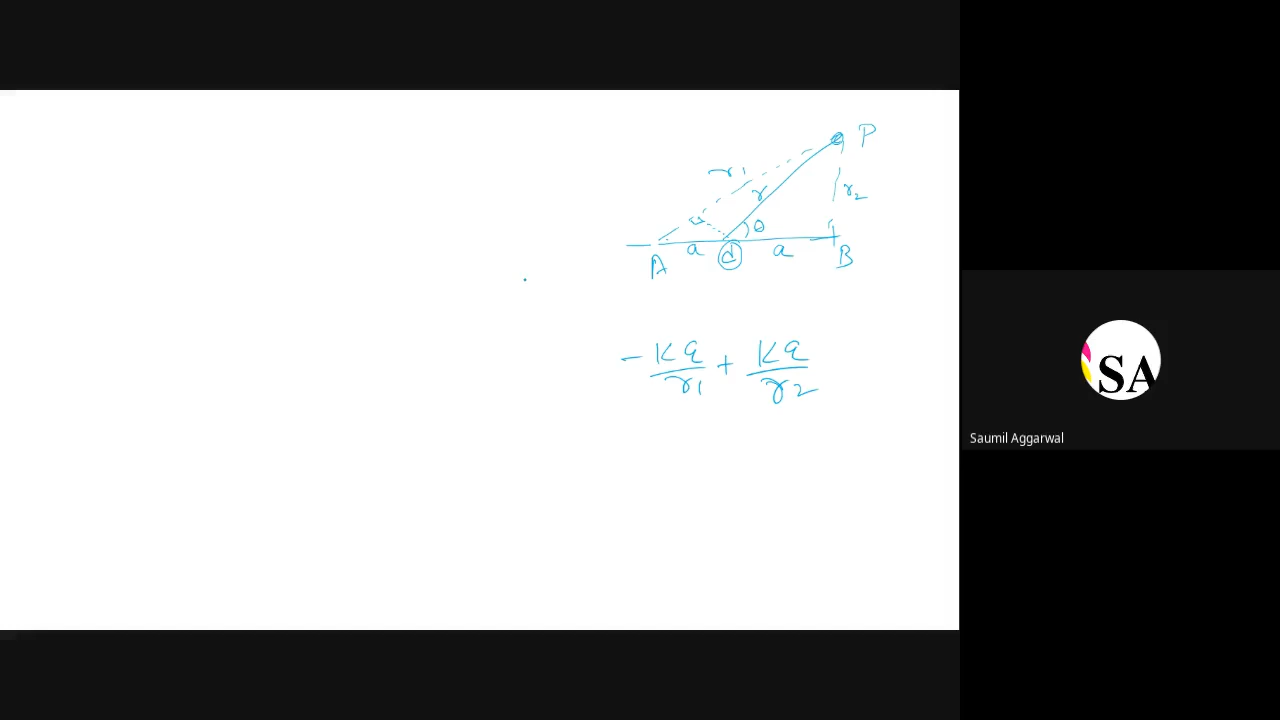 P
r1
r
r2
θ
a
d
a
A
B
- Kq/r1 + Kq/r2
SA
Saumil Aggarwal